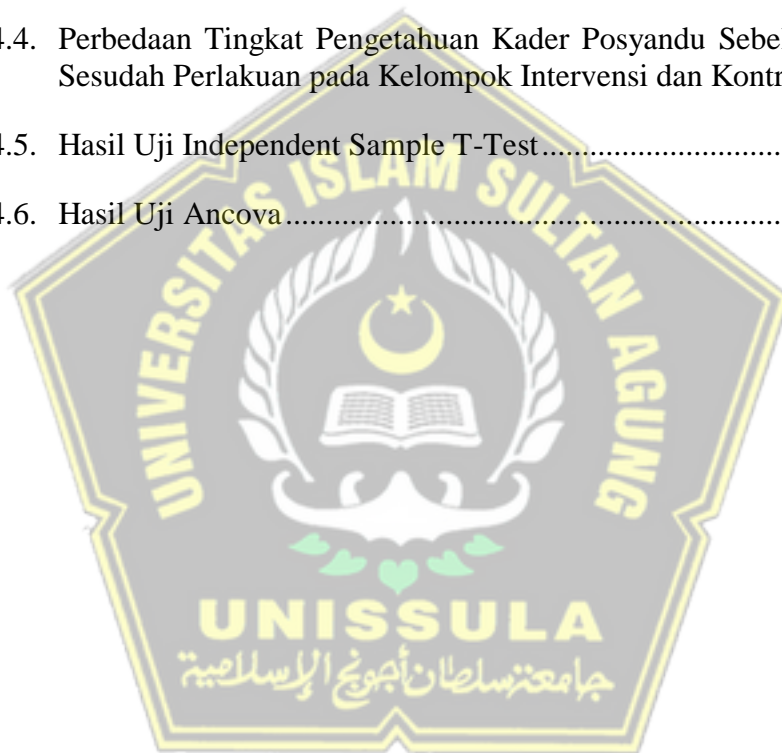 4.4. Perbedaan Tingkat Pengetahuan Kader Posyandu
Sesudah Perlakuan pada Kelompok Intervensi dan
4.5. Hasil Uji Independent Sample T-Test
4.6. Hasil Uji Ancova
UNIVERSITAS ISLAM SULTAN AGUNG
UNISSULA
جامعة سلطان أجونج الإسلامية